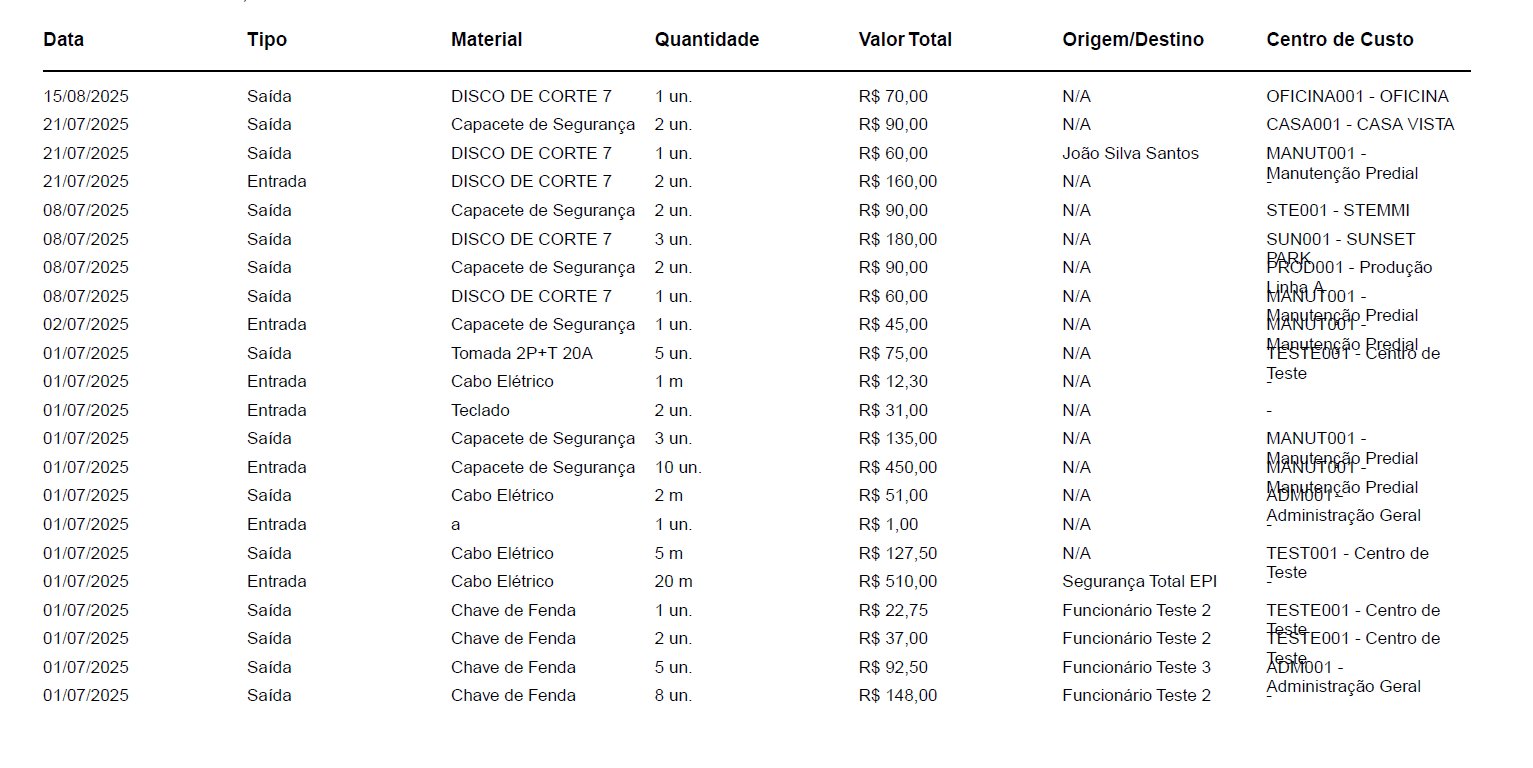 Data Tipo Material Quantidade Valor Total Origem/Destino Centro de Custo
15/08/2025 Saída DISCO DE CORTE 7 1 un. R$ 70,00 N/A OFICINA001 - OFICINA
21/07/2025 Saída Capacete de Segurança 2 un. R$ 90,00 N/A CASA001 - CASA VISTA
21/07/2025 Saída DISCO DE CORTE 7 1 un. R$ 60,00 João Silva Santos MANUT001 -
Manutenção Predial
21/07/2025 Entrada DISCO DE CORTE 7 2 un. R$ 160,00 N/A -
08/07/2025 Saída Capacete de Segurança 2 un. R$ 90,00 N/A STE001 - STEMMI
08/07/2025 Saída DISCO DE CORTE 7 3 un. R$ 180,00 N/A SUN001 - SUNSET
PARK
08/07/2025 Saída Capacete de Segurança 2 un. R$ 90,00 N/A PROD001 - Produção
Linha A
08/07/2025 Saída DISCO DE CORTE 7 1 un. R$ 60,00 N/A MANUT001 -
Manutenção Predial
02/07/2025 Entrada Capacete de Segurança 1 un. R$ 45,00 N/A MANUT001 -
Manutenção Predial
01/07/2025 Saída Tomada 2P+T 20A 5 un. R$ 75,00 N/A TESTE001 - Centro de
Teste
01/07/2025 Entrada Cabo Elétrico 1 m R$ 12,30 N/A -
01/07/2025 Entrada Teclado 2 un. R$ 31,00 N/A -
01/07/2025 Saída Capacete de Segurança 3 un. R$ 135,00 N/A MANUT001 -
Manutenção Predial
01/07/2025 Entrada Capacete de Segurança 10 un. R$ 450,00 N/A MANUT001 -
Manutenção Predial
01/07/2025 Saída Cabo Elétrico 2 m R$ 51,00 N/A ADM001 -
Administração Geral
01/07/2025 Entrada a 1 un. R$ 1,00 N/A -
01/07/2025 Saída Cabo Elétrico 5 m R$ 127,50 N/A TEST001 - Centro de
Teste
01/07/2025 Entrada Cabo Elétrico 20 m R$ 510,00 Segurança Total EPI -
01/07/2025 Saída Chave de Fenda 1 un. R$ 22,75 Funcionário Teste 2 TESTE001 - Centro de
Teste
01/07/2025 Saída Chave de Fenda 2 un. R$ 37,00 Funcionário Teste 2 TESTE001 - Centro de
Teste
01/07/2025 Saída Chave de Fenda 5 un. R$ 92,50 Funcionário Teste 3 ADM001 -
Administração Geral
01/07/2025 Saída Chave de Fenda 8 un. R$ 148,00 Funcionário Teste 2 -